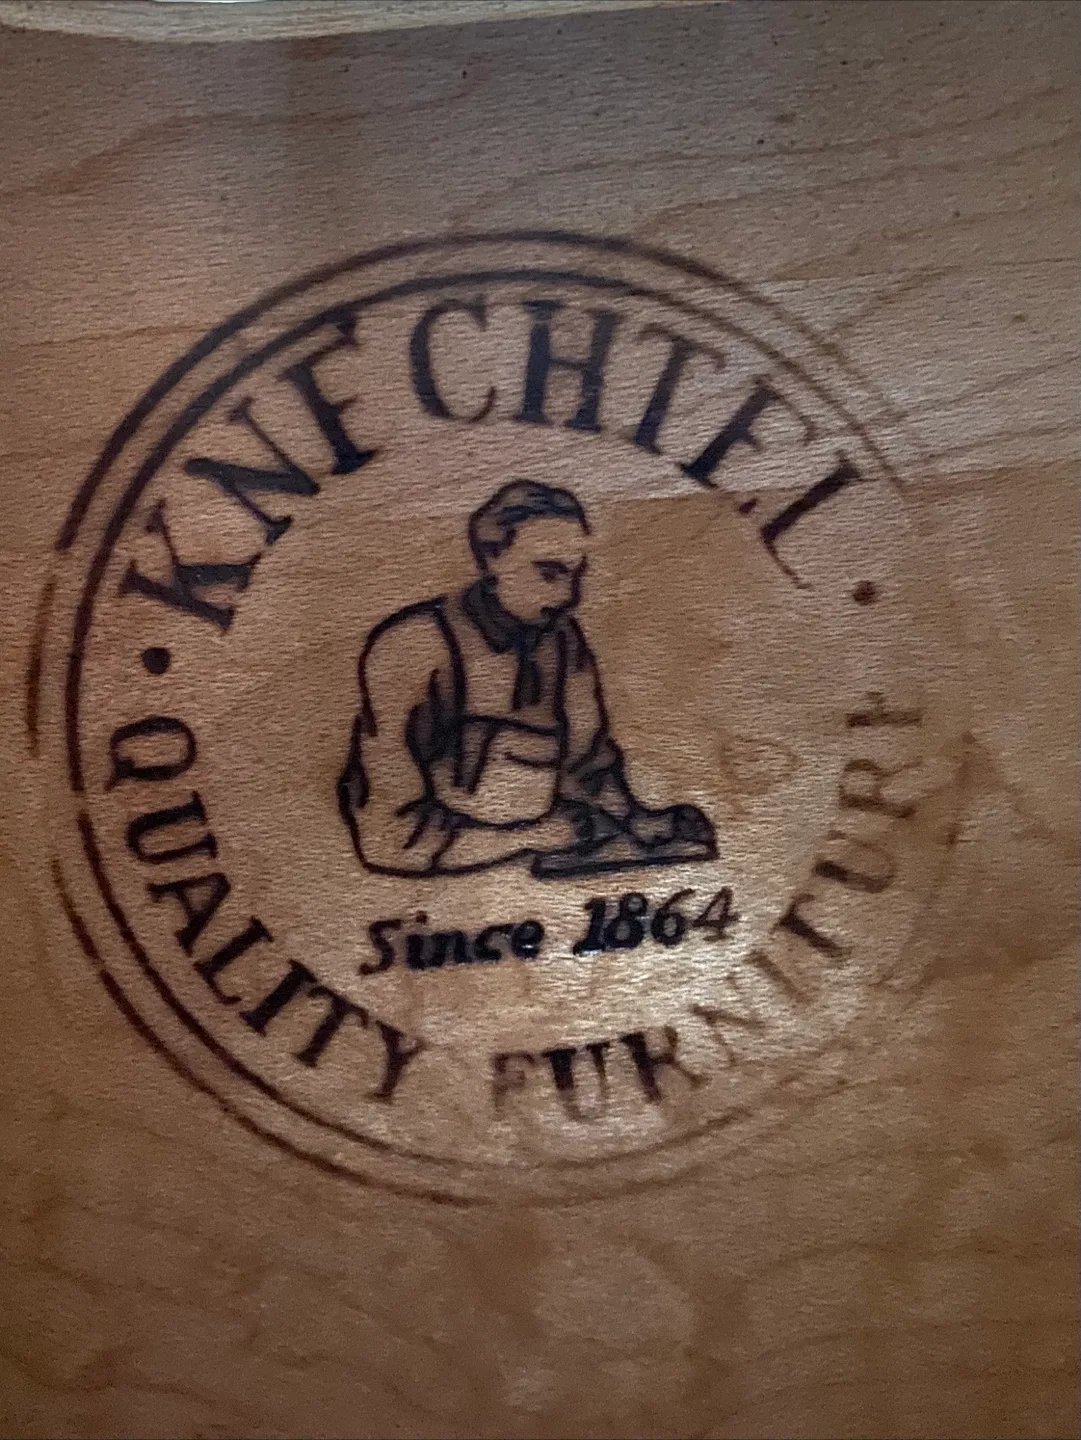 • KNECHTEL •
Since 1864
QUALITY FURNITURE